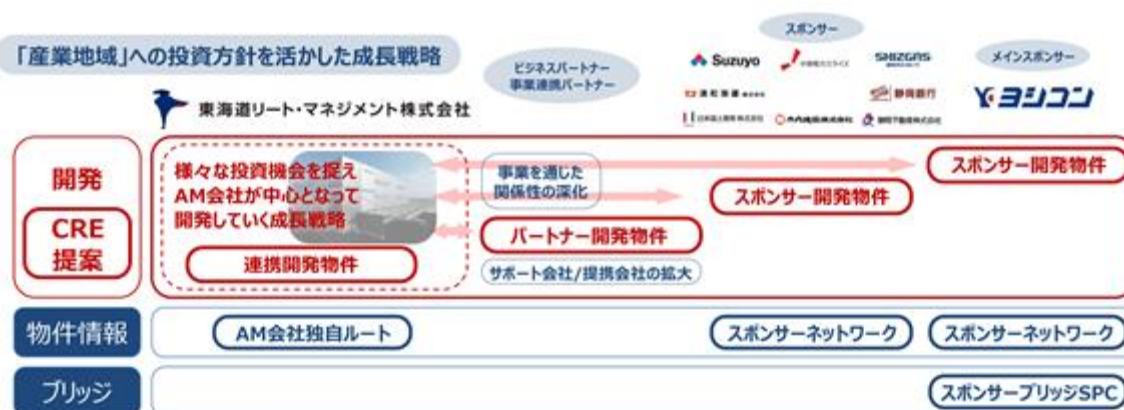 「産業地域」への投資方針を活かした成長戦略
東海道リート・マネジメント株式会社
ビジネスパートナー
事業連携パートナー
スポンサー
Suzuyo
SHIZGAS
静岡銀行
メインスポンサー
ヨシコン
開発
CRE
提案
様々な投資機会を捉え
AM会社が中心となって
開発していく成長戦略
連携開発物件
事業を通じた
関係性の深化
パートナー開発物件
サポート会社/提携会社の拡大
スポンサー開発物件
スポンサー開発物件
物件情報
AM会社独自ルート
スポンサーネットワーク
スポンサーネットワーク
ブリッジ
スポンサーブリッジSPC